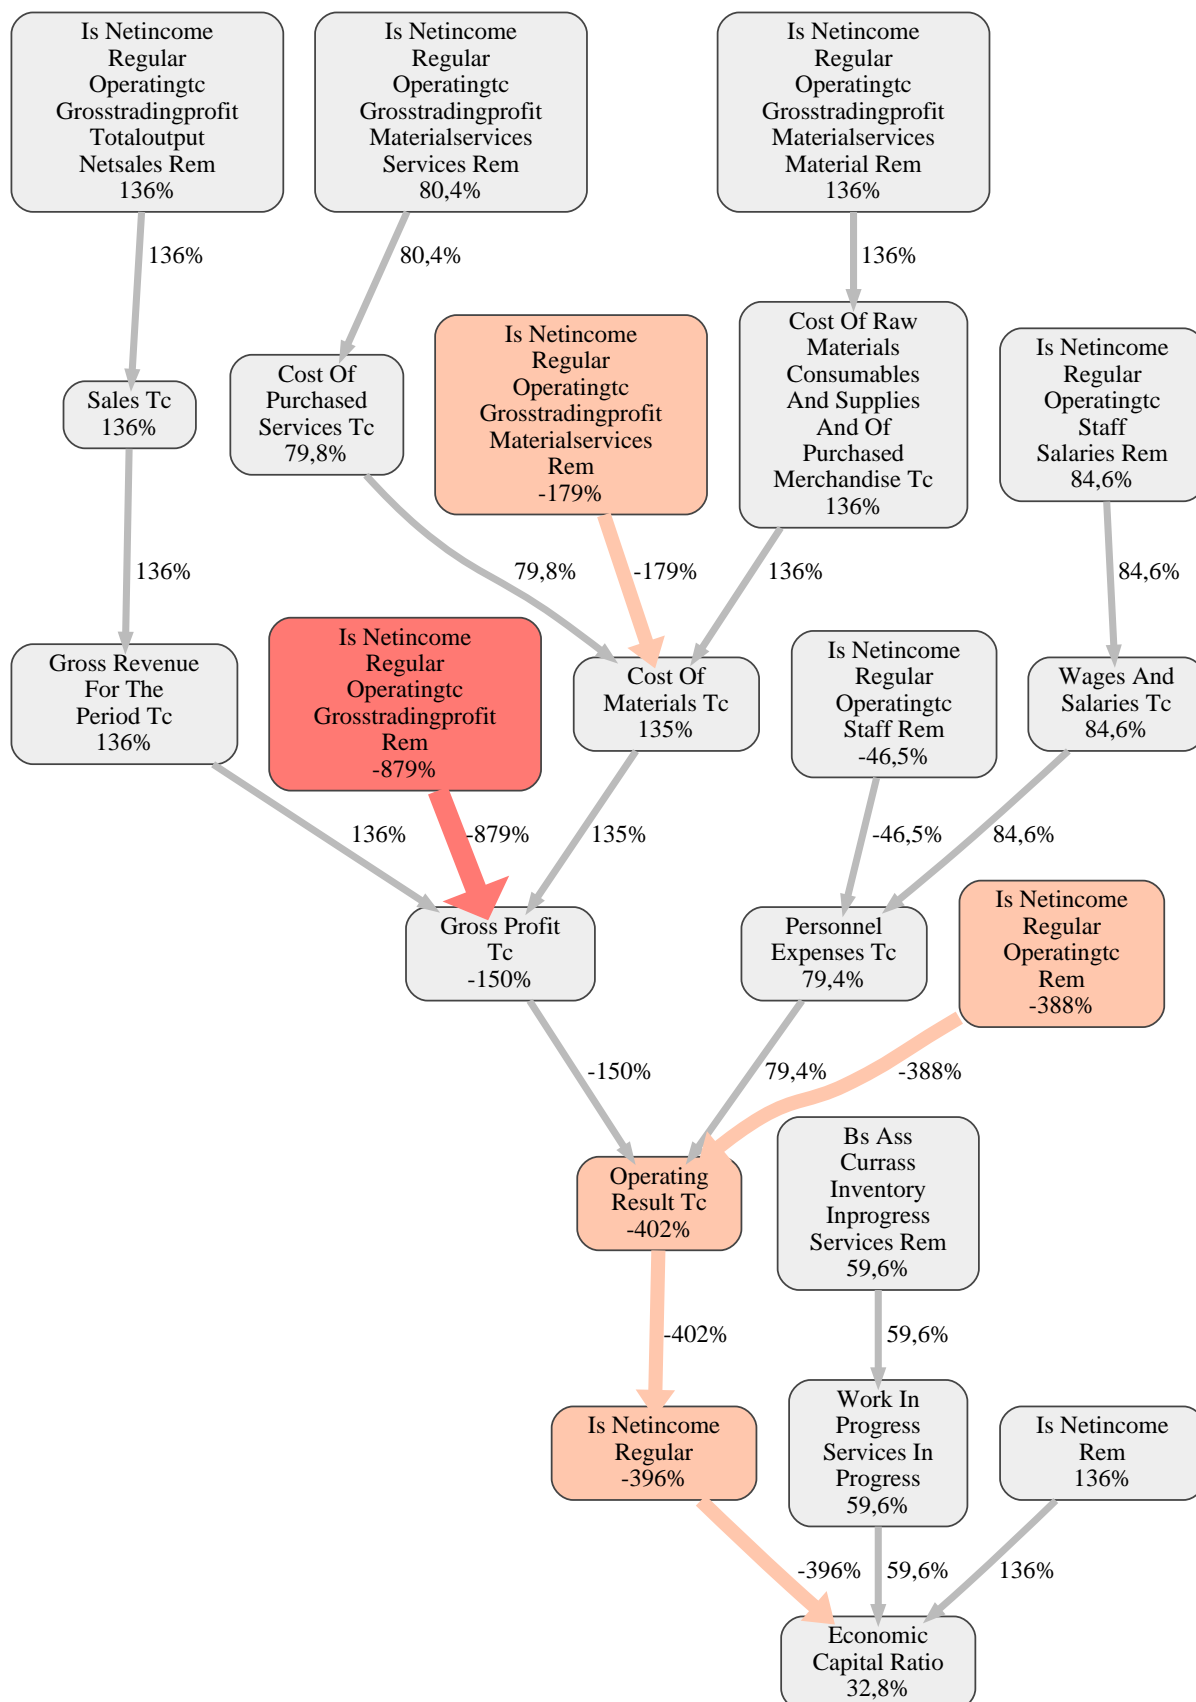 Is Netincome
Regular
Operatingtc
Grosstradingprofit
Totaloutput
Netsales Rem
136%
Is Netincome
Regular
Operatingtc
Grosstradingprofit
Materialservices
Services Rem
80,4%
Is Netincome
Regular
Operatingtc
Grosstradingprofit
Materialservices
Material Rem
136%
136%
80,4%
136%
Sales Tc
136%
Cost Of
Purchased
Services Tc
79,8%
Is Netincome
Regular
Operatingtc
Grosstradingprofit
Materialservices
Rem
-179%
Cost Of Raw
Materials
Consumables
And Supplies
And Of
Purchased
Merchandise Tc
136%
Is Netincome
Regular
Operatingtc
Staff
Salaries Rem
84,6%
136%
79,8%
-179%
136%
84,6%
Gross Revenue
For The
Period Tc
136%
Is Netincome
Regular
Operatingtc
Grosstradingprofit
Rem
-879%
Cost Of
Materials Tc
135%
Is Netincome
Regular
Operatingtc
Staff Rem
-46,5%
Wages And
Salaries Tc
84,6%
136%
-879%
135%
-46,5%
84,6%
Gross Profit
Tc
-150%
Personnel
Expenses Tc
79,4%
Is Netincome
Regular
Operatingtc
Rem
-388%
-150%
79,4%
-388%
Operating
Result Tc
-402%
Bs Ass
Currass
Inventory
Inprogress
Services Rem
59,6%
-402%
59,6%
Is Netincome
Regular
-396%
Work In
Progress
Services In
Progress
59,6%
Is Netincome
Rem
136%
-396%
59,6%
136%
Economic
Capital Ratio
32,8%